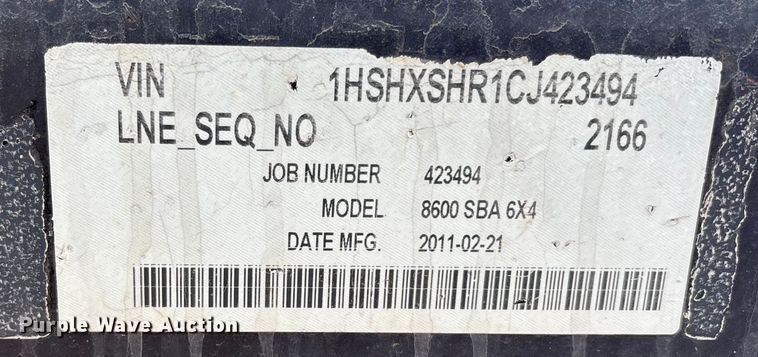 VIN 1HSHXSHR1CJ423494
LNE_SEQ_NO 2166
JOB NUMBER 423494
MODEL 8600 SBA 6X4
DATE MFG. 2011-02-21
Purple Wave Auction